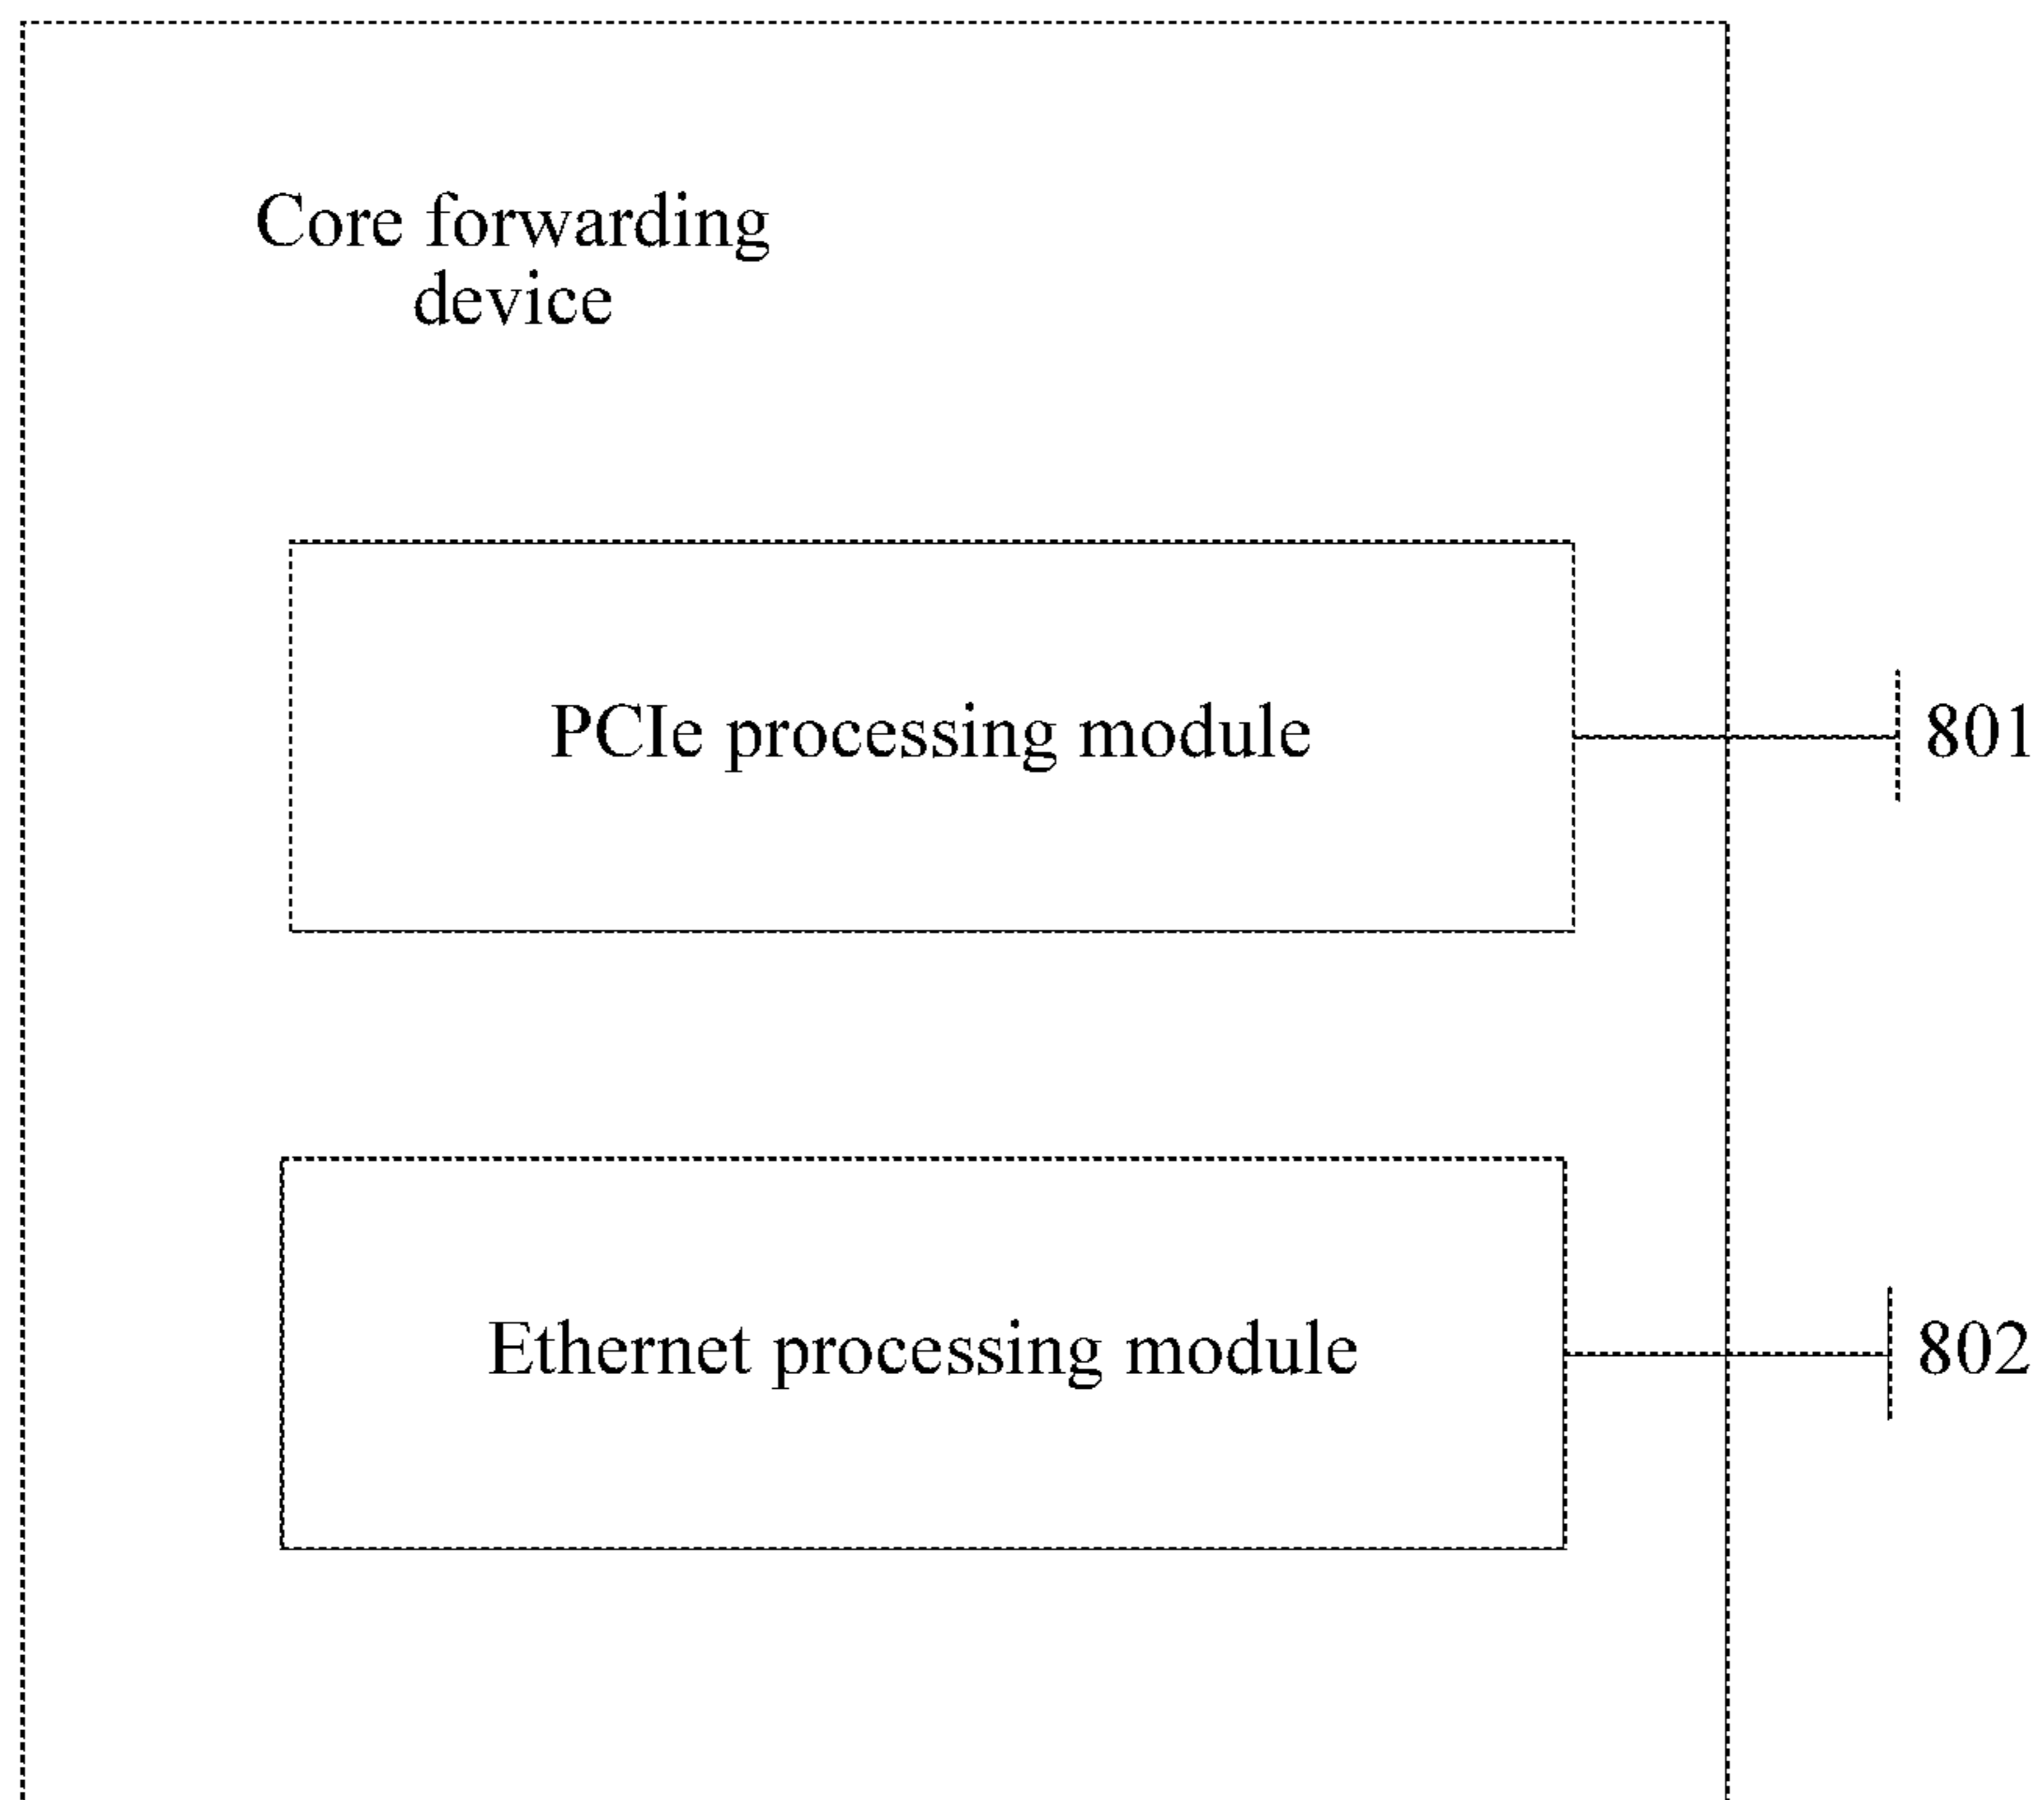 Core forwarding
device
PCIe processing module
801
Ethernet processing module
802